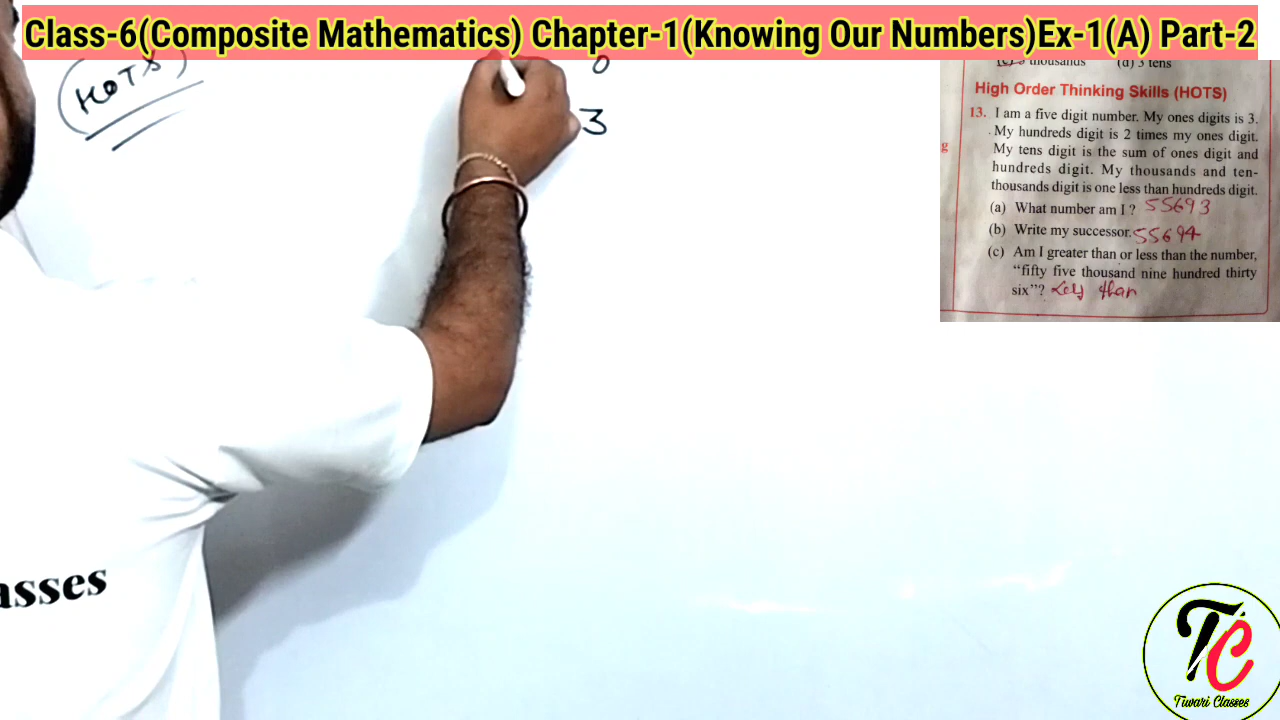 Class-6(Composite Mathematics) Chapter-1(Knowing Our Numbers)Ex-1(A) Part-2
(HOTS)
0
3
thousands (d) 3 tens
High Order Thinking Skills (HOTS)
13. I am a five digit number. My ones digits is 3.
My hundreds digit is 2 times my ones digit.
My tens digit is the sum of ones digit and
hundreds digit. My thousands and ten-
thousands digit is one less than hundreds digit.
(a) What number am I ? 55693
(b) Write my successor. 55694
(c) Am I greater than or less than the number,
"fifty five thousand nine hundred thirty
six"? Less than
g
asses
TC
Tiwari Classes